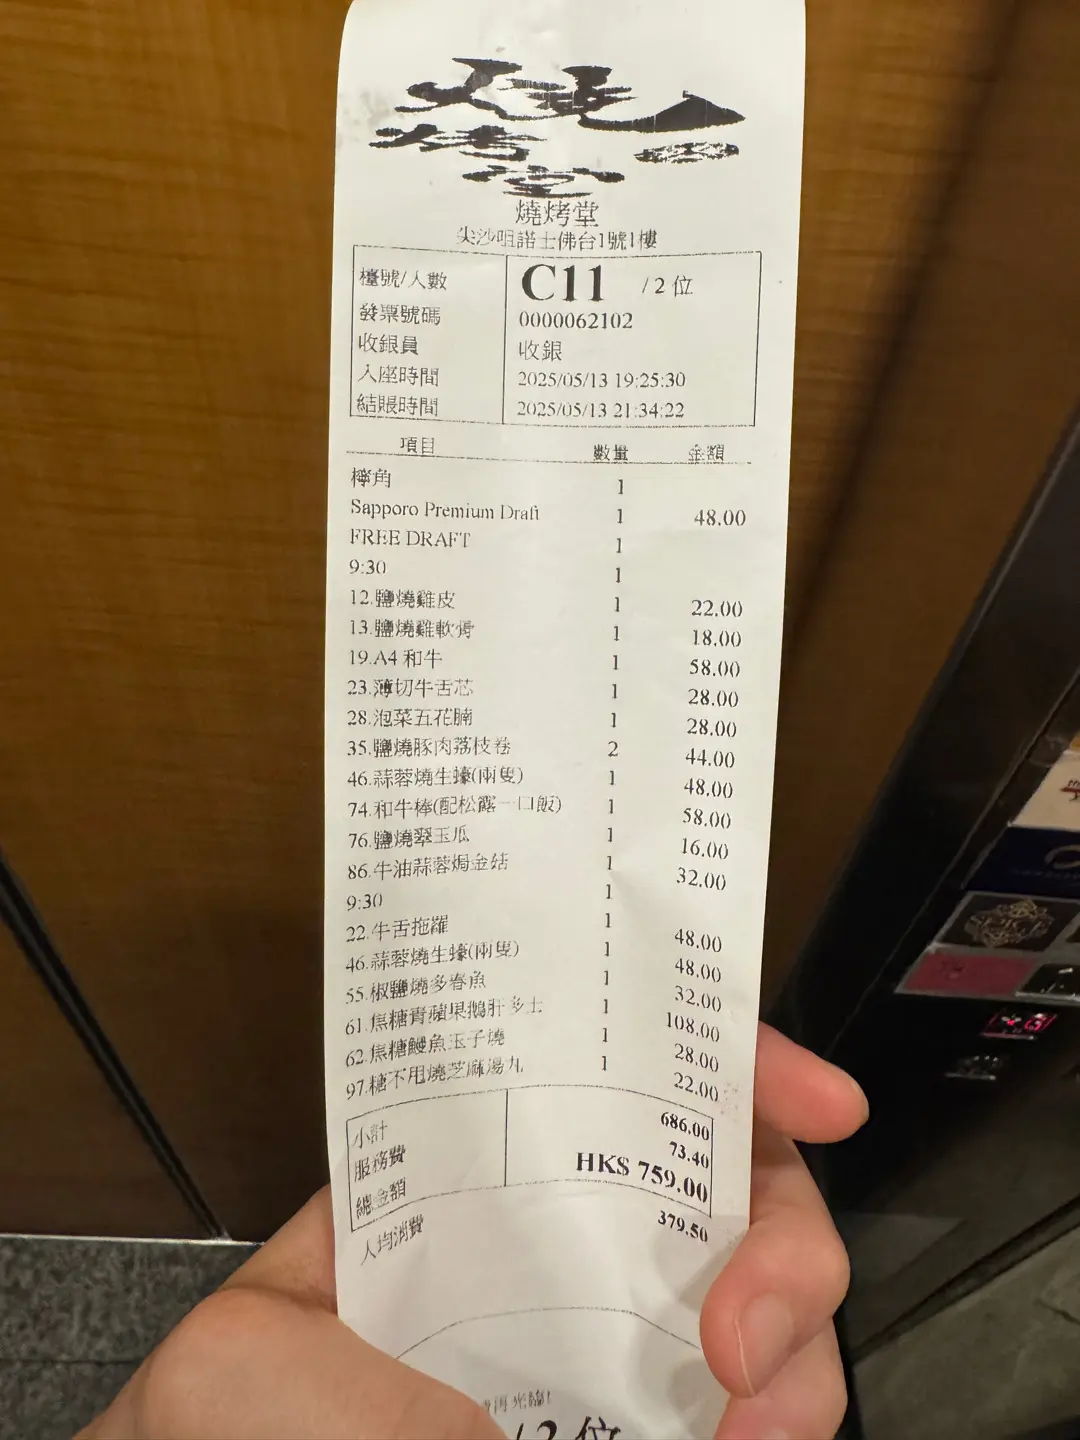 天光
燒烤堂
燒烤堂
尖沙咀諾士佛台1號1樓
檯號/人數 C11 /2 位
發票號碼 0000062102
收銀員 收銀
入座時間 2025/05/13 19:25:30
結賬時間 2025/05/13 21:34:22
項目 數量 金額
檸角 1
Sapporo Premium Draft 1 48.00
FREE DRAFT 1
9:30 1
12.鹽燒雞皮 1 22.00
13.鹽燒雞軟骨 1 18.00
19.A4 和牛 1 58.00
23.薄切牛舌芯 1 28.00
28.泡菜五花腩 1 28.00
35.鹽燒豚肉荔枝卷 2 44.00
46.蒜蓉燒生蠔(兩隻) 1 48.00
74.和牛棒(配松露一口飯) 1 58.00
76.鹽燒翠玉瓜 1 16.00
86.牛油蒜蓉焗金菇 1 32.00
9:30 1
22.牛舌拖羅 1 48.00
46.蒜蓉燒生蠔(兩隻) 1 48.00
55.椒鹽燒多春魚 1 32.00
61.焦糖青蘋果鵝肝多士 1 108.00
62.焦糖鰻魚玉子燒 1 28.00
97.糖不甩燒芝麻湯丸 1 22.00
小計 686.00
服務費 73.40
總金額 HK$ 759.00
人均消費 379.50
/2 位